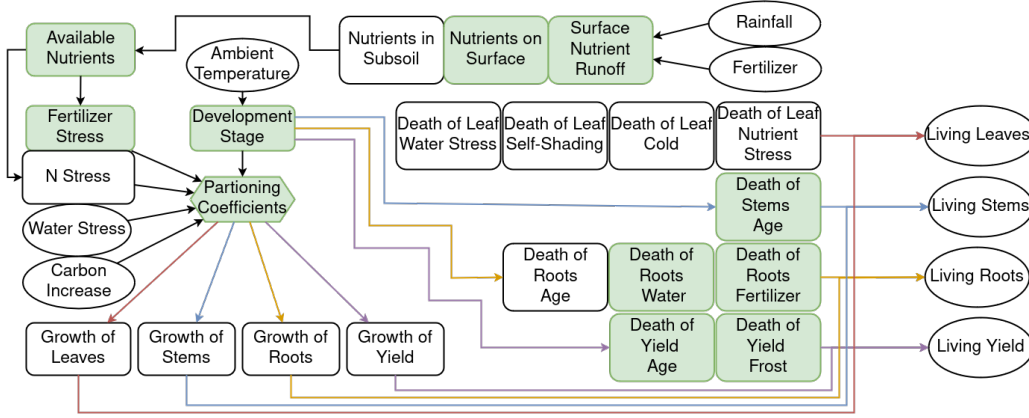 Available
Nutrients
Ambient
Temperature
Nutrients in
Subsoil
Nutrients on
Surface
Surface
Nutrient
Runoff
Rainfall
Fertilizer
Fertilizer
Stress
Development
Stage
Death of Leaf
Water Stress
Death of Leaf
Self-Shading
Death of Leaf
Cold
Death of Leaf
Nutrient
Stress
Living Leaves
N Stress
Partioning
Coefficients
Death of
Stems
Age
Living Stems
Water Stress
Carbon
Increase
Death of
Roots
Age
Death of
Roots
Water
Death of
Roots
Fertilizer
Living Roots
Growth of
Leaves
Growth of
Stems
Growth of
Roots
Growth of
Yield
Death of
Yield
Age
Death of
Yield
Frost
Living Yield